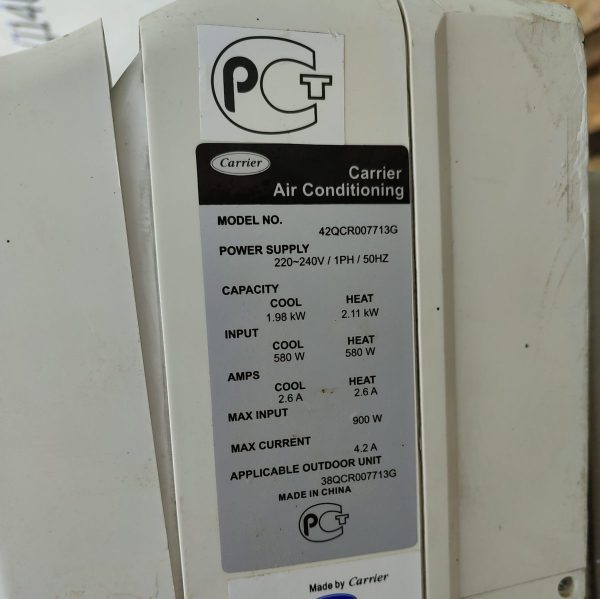 РСТ
Carrier
Carrier
Air Conditioning
MODEL NO.
42QCR007713G
POWER SUPPLY
220~240V / 1PH / 50HZ
CAPACITY
COOL HEAT
1.98 kW 2.11 kW
INPUT
COOL HEAT
580 W 580 W
AMPS
COOL HEAT
2.6 A 2.6 A
MAX INPUT
900 W
MAX CURRENT
4.2 A
APPLICABLE OUTDOOR UNIT
38QCR007713G
MADE IN CHINA
РСТ
Made by Carrier